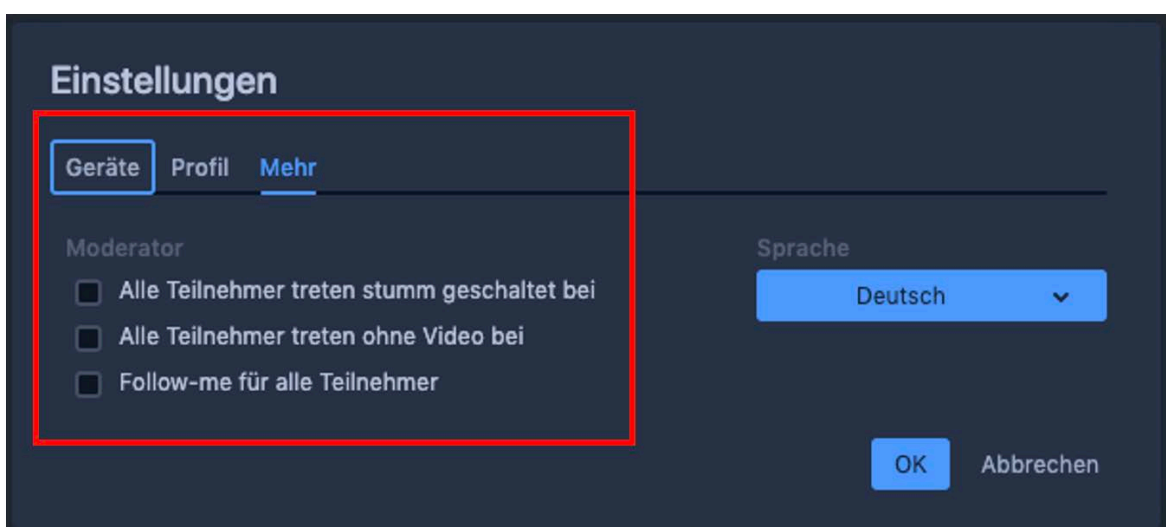 Einstellungen
Geräte Profil Mehr
Moderator
Alle Teilnehmer treten stumm geschaltet bei
Alle Teilnehmer treten ohne Video bei
Follow-me für alle Teilnehmer
Sprache
Deutsch
OK Abbrechen